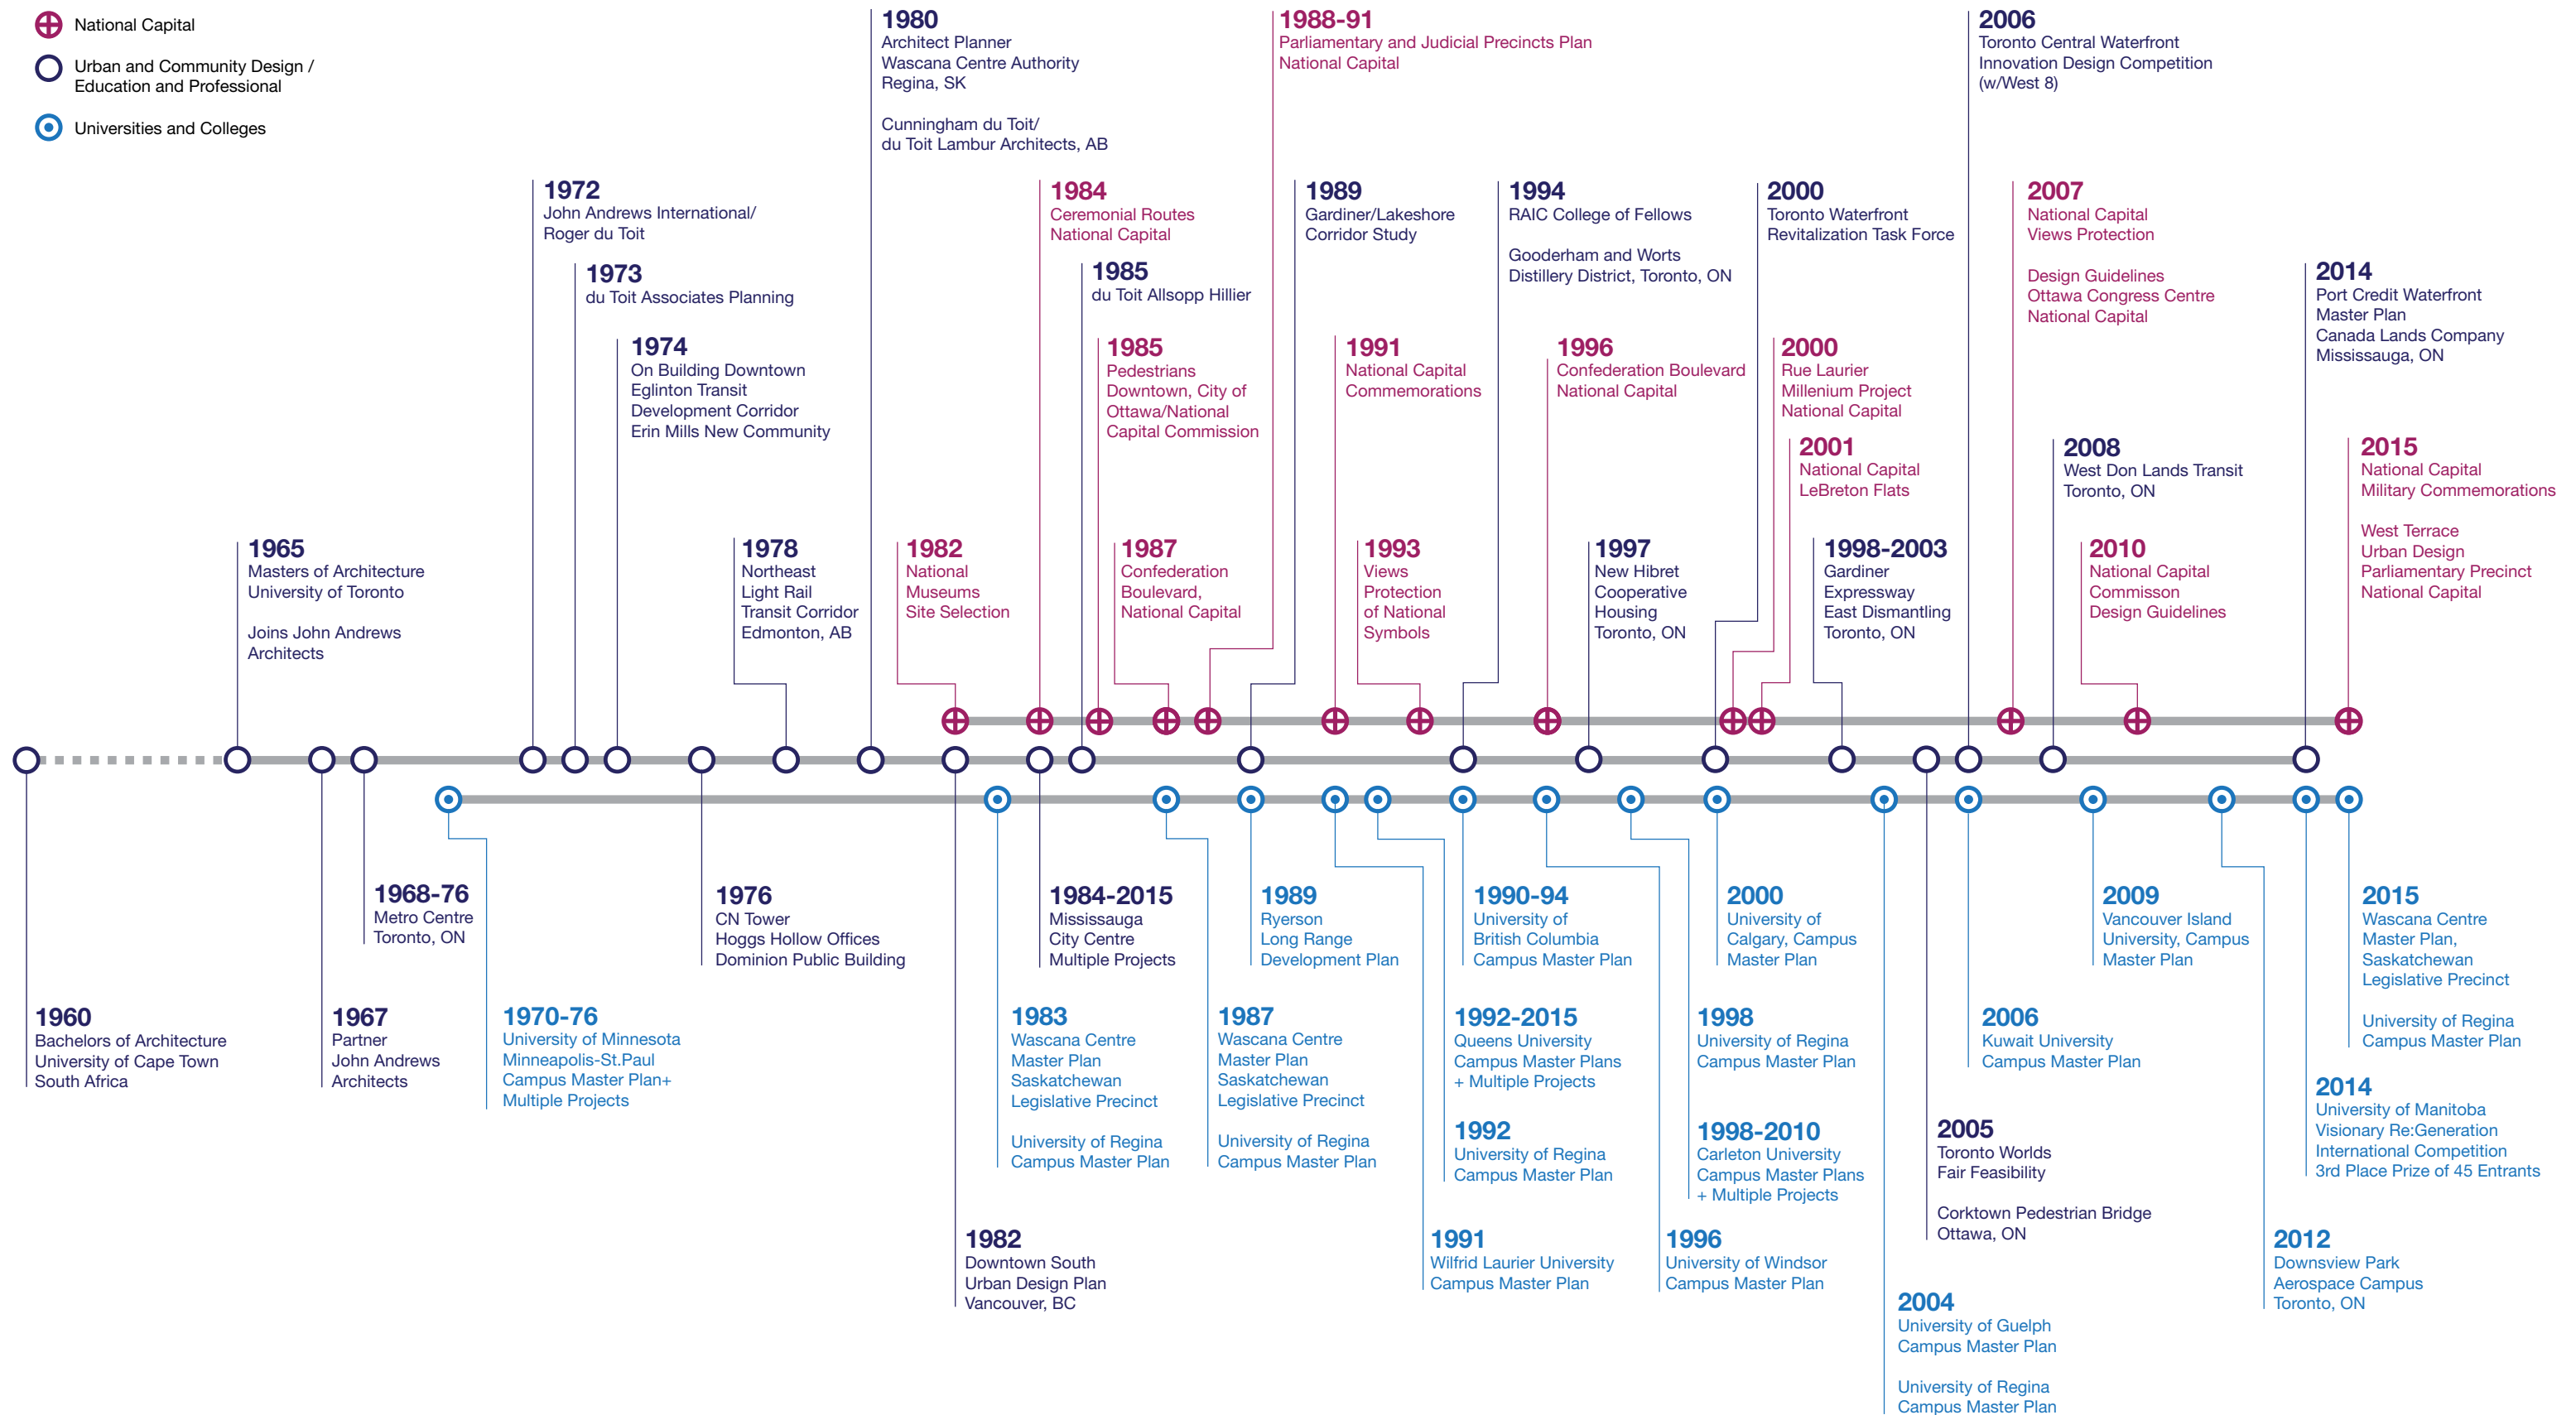 National Capital
Urban and Community Design /
Education and Professional
Universities and Colleges
1980
Architect Planner
Wascana Centre Authority
Regina, SK
Cunningham du Toit/
du Toit Lambur Architects, AB
1988-91
Parliamentary and Judicial Precincts Plan
National Capital
2006
Toronto Central Waterfront
Innovation Design Competition
(w/West 8)
1972
John Andrews International/
Roger du Toit
1973
du Toit Associates Planning
1974
On Building Downtown
Eglinton Transit
Development Corridor
Erin Mills New Community
1984
Ceremonial Routes
National Capital
1985
du Toit Allsopp Hillier
1985
Pedestrians
Downtown, City of
Ottawa/National
Capital Commission
1989
Gardiner/Lakeshore
Corridor Study
1991
National Capital
Commemorations
1994
RAIC College of Fellows
Gooderham and Worts
Distillery District, Toronto, ON
1996
Confederation Boulevard
National Capital
2000
Toronto Waterfront
Revitalization Task Force
2000
Rue Laurier
Millenium Project
National Capital
2001
National Capital
LeBreton Flats
2007
National Capital
Views Protection
Design Guidelines
Ottawa Congress Centre
National Capital
2014
Port Credit Waterfront
Master Plan
Canada Lands Company
Mississauga, ON
2008
West Don Lands Transit
Toronto, ON
2015
National Capital
Military Commemorations
West Terrace
Urban Design
Parliamentary Precinct
National Capital
1965
Masters of Architecture
University of Toronto
Joins John Andrews
Architects
1978
Northeast
Light Rail
Transit Corridor
Edmonton, AB
1982
National
Museums
Site Selection
1987
Confederation
Boulevard,
National Capital
1993
Views
Protection
of National
Symbols
1997
New Hibret
Cooperative
Housing
Toronto, ON
1998-2003
Gardiner
Expressway
East Dismantling
Toronto, ON
2010
National Capital
Commisson
Design Guidelines
1968-76
Metro Centre
Toronto, ON
1976
CN Tower
Hoggs Hollow Offices
Dominion Public Building
1984-2015
Mississauga
City Centre
Multiple Projects
1989
Ryerson
Long Range
Development Plan
1990-94
University of
British Columbia
Campus Master Plan
2000
University of
Calgary, Campus
Master Plan
2009
Vancouver Island
University, Campus
Master Plan
2015
Wascana Centre
Master Plan,
Saskatchewan
Legislative Precinct
University of Regina
Campus Master Plan
1960
Bachelors of Architecture
University of Cape Town
South Africa
1967
Partner
John Andrews
Architects
1970-76
University of Minnesota
Minneapolis-St.Paul
Campus Master Plan+
Multiple Projects
1983
Wascana Centre
Master Plan
Saskatchewan
Legislative Precinct
University of Regina
Campus Master Plan
1987
Wascana Centre
Master Plan
Saskatchewan
Legislative Precinct
University of Regina
Campus Master Plan
1992-2015
Queens University
Campus Master Plans
+ Multiple Projects
1992
University of Regina
Campus Master Plan
1998
University of Regina
Campus Master Plan
1998-2010
Carleton University
Campus Master Plans
+ Multiple Projects
2006
Kuwait University
Campus Master Plan
2014
University of Manitoba
Visionary Re:Generation
International Competition
3rd Place Prize of 45 Entrants
2005
Toronto Worlds
Fair Feasibility
Corktown Pedestrian Bridge
Ottawa, ON
1982
Downtown South
Urban Design Plan
Vancouver, BC
1991
Wilfrid Laurier University
Campus Master Plan
1996
University of Windsor
Campus Master Plan
2012
Downsview Park
Aerospace Campus
Toronto, ON
2004
University of Guelph
Campus Master Plan
University of Regina
Campus Master Plan